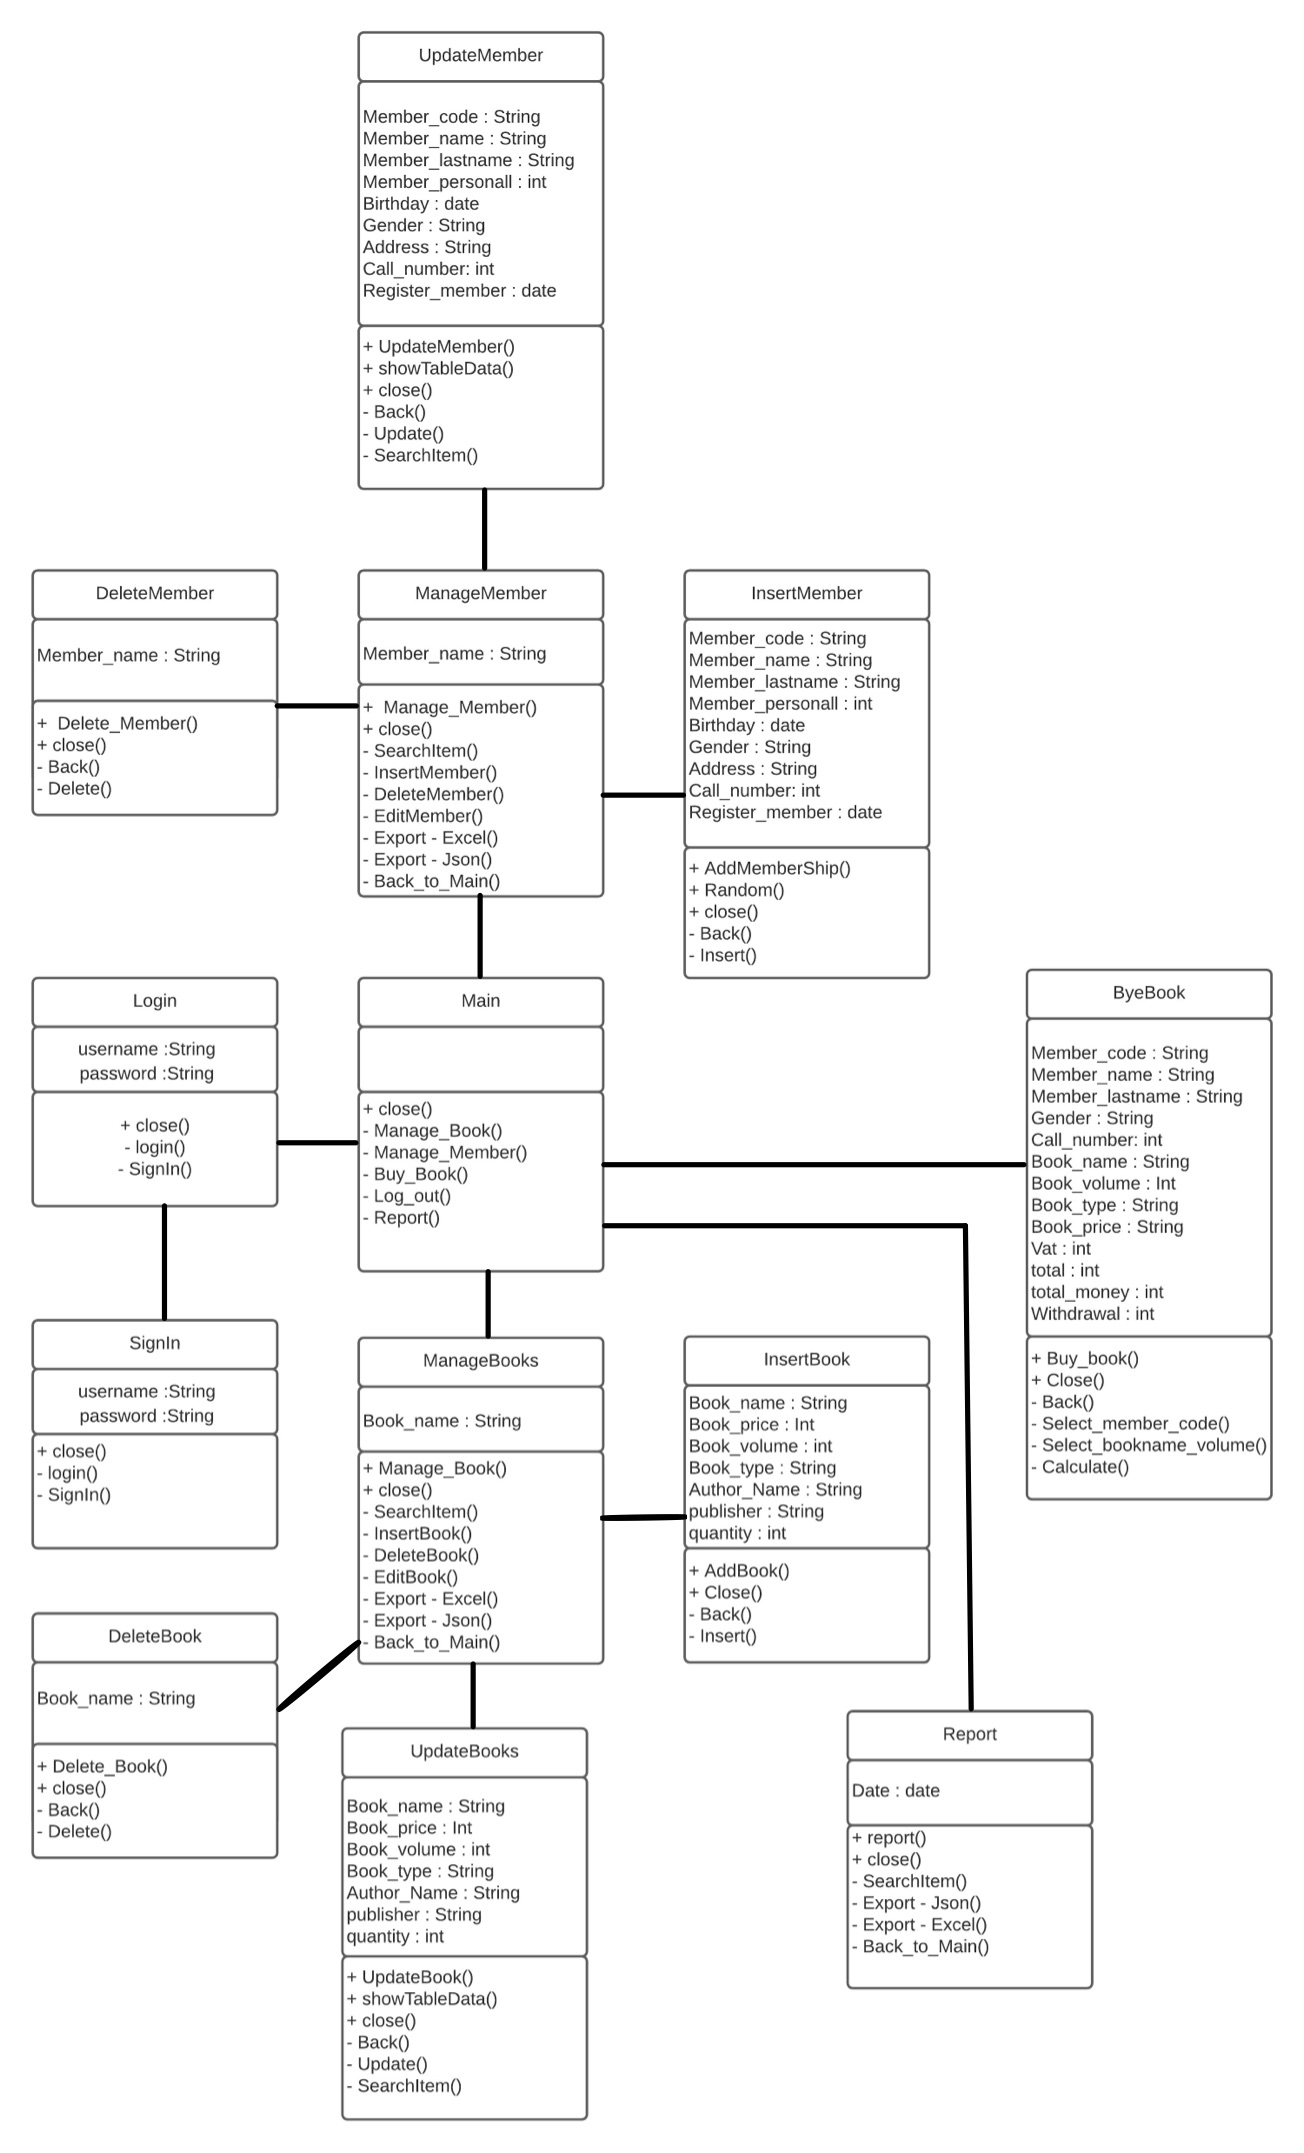 UpdateMember
Member_code : String
Member_name : String
Member_lastname : String
Member_personall : int
Birthday : date
Gender : String
Address : String
Call_number: int
Register_member : date
+ UpdateMember()
+ showTableData()
+ close()
- Back()
- Update()
- SearchItem()
DeleteMember
Member_name : String
+  Delete_Member()
+ close()
- Back()
- Delete()
ManageMember
Member_name : String
+  Manage_Member()
+ close()
- SearchItem()
- InsertMember()
- DeleteMember()
- EditMember()
- Export - Excel()
- Export - Json()
- Back_to_Main()
InsertMember
Member_code : String
Member_name : String
Member_lastname : String
Member_personall : int
Birthday : date
Gender : String
Address : String
Call_number: int
Register_member : date
+ AddMemberShip()
+ Random()
+ close()
- Back()
- Insert()
Login
username :String
password :String
+ close()
- login()
- SignIn()
Main
+ close()
- Manage_Book()
- Manage_Member()
- Buy_Book()
- Log_out()
- Report()
ByeBook
Member_code : String
Member_name : String
Member_lastname : String
Gender : String
Call_number: int
Book_name : String
Book_volume : Int
Book_type : String
Book_price : String
Vat : int
total : int
total_money : int
Withdrawal : int
+ Buy_book()
+ Close()
- Back()
- Select_member_code()
- Select_bookname_volume()
- Calculate()
SignIn
username :String
password :String
+ close()
- login()
- SignIn()
ManageBooks
Book_name : String
+ Manage_Book()
+ close()
- SearchItem()
- InsertBook()
- DeleteBook()
- EditBook()
- Export - Excel()
- Export - Json()
- Back_to_Main()
InsertBook
Book_name : String
Book_price : Int
Book_volume : int
Book_type : String
Author_Name : String
publisher : String
quantity : int
+ AddBook()
+ Close()
- Back()
- Insert()
DeleteBook
Book_name : String
+ Delete_Book()
+ close()
- Back()
- Delete()
UpdateBooks
Book_name : String
Book_price : Int
Book_volume : int
Book_type : String
Author_Name : String
publisher : String
quantity : int
+ UpdateBook()
+ showTableData()
+ close()
- Back()
- Update()
- SearchItem()
Report
Date : date
+ report()
+ close()
- SearchItem()
- Export - Json()
- Export - Excel()
- Back_to_Main()